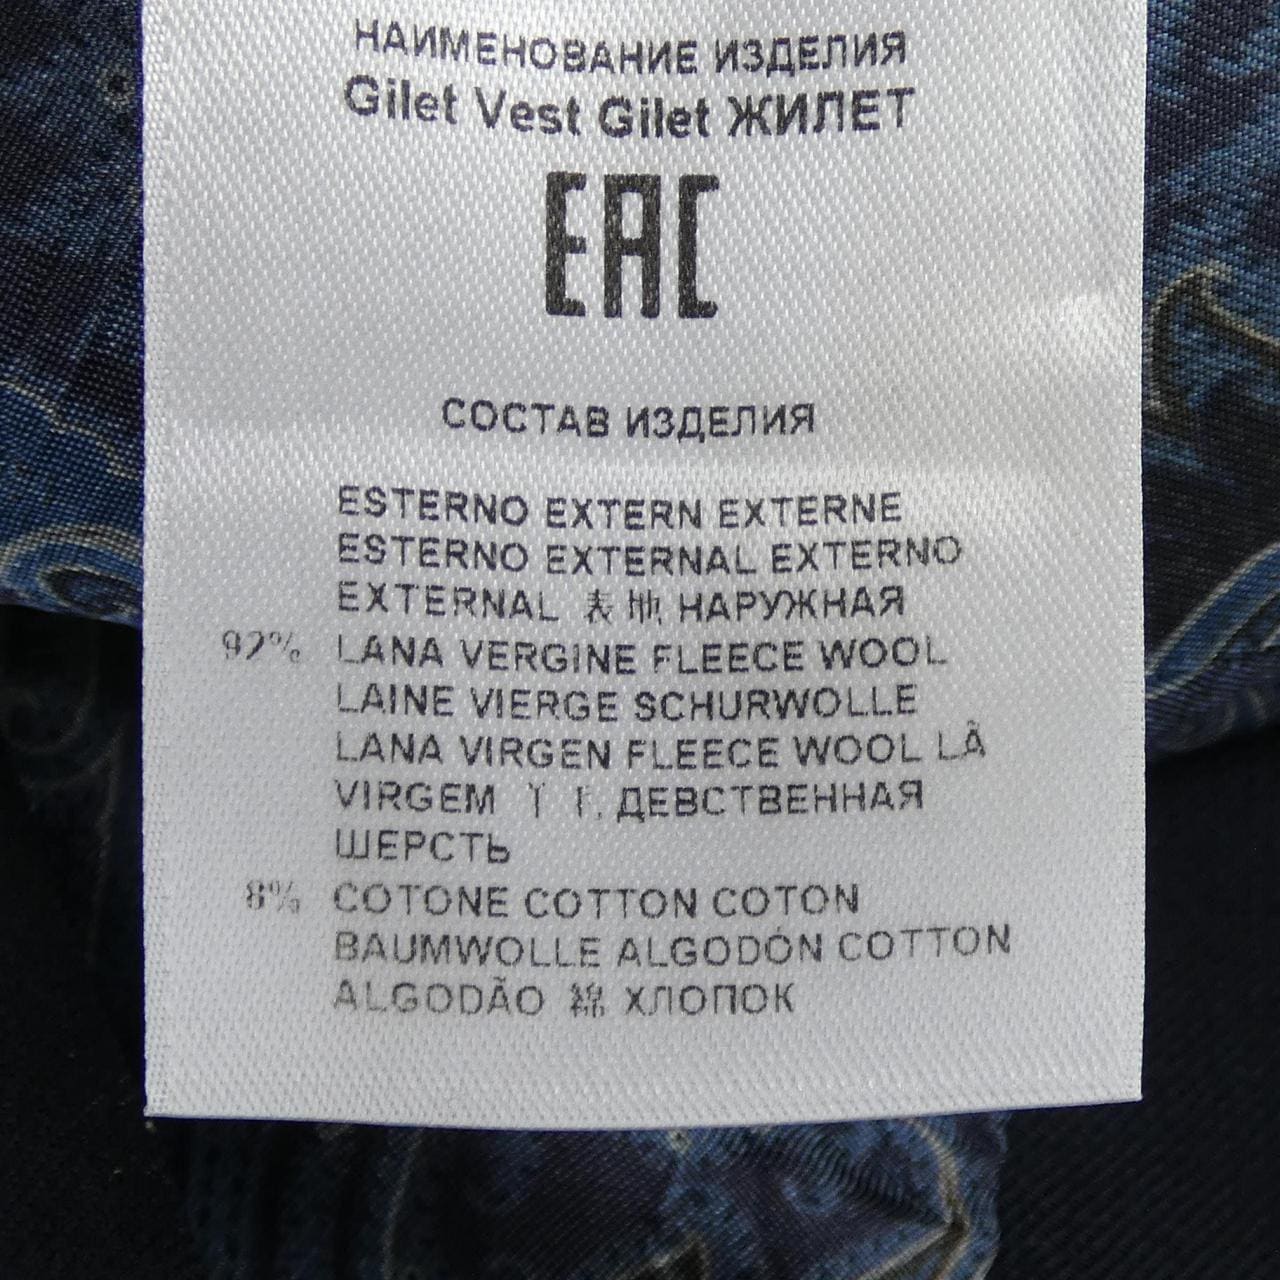 НАИМЕНОВАНИЕ ИЗДЕЛИЯ
Gilet Vest Gilet ЖИЛЕТ
EAC
СОСТАВ ИЗДЕЛИЯ
ESTERNO EXTERN EXTERNE
ESTERNO EXTERNAL EXTERNO
EXTERNAL 表地 НАРУЖНАЯ
92% LANA VERGINE FLEECE WOOL
LAINE VIERGE SCHURWOLLE
LANA VIRGEN FLEECE WOOL LÃ
VIRGEM ДЕВСТВЕННАЯ
ШЕРСТЬ
8% COTONE COTTON COTON
BAUMWOLLE ALGODÓN COTTON
ALGODÃO 綿 ХЛОПОК